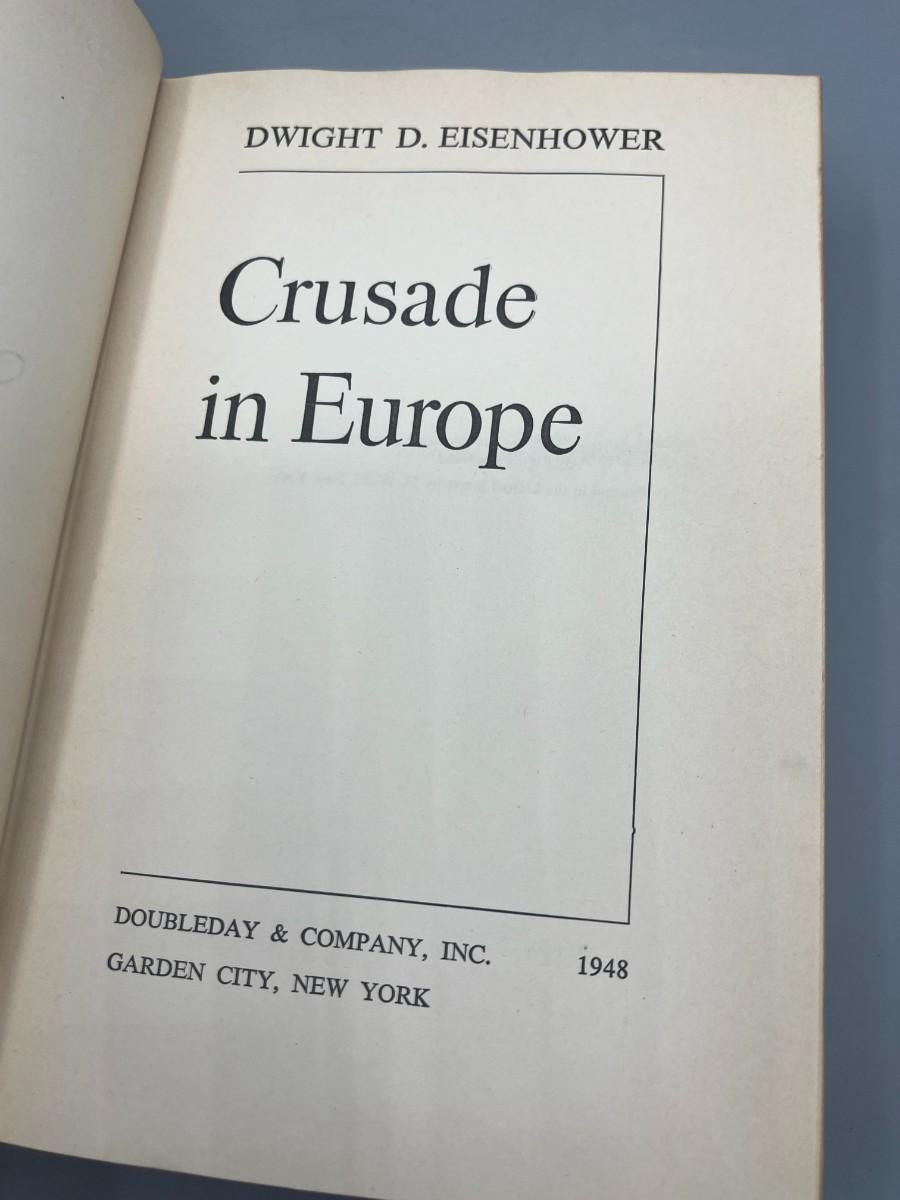 DWIGHT D. EISENHOWER
Crusade
in Europe
DOUBLEDAY & COMPANY, INC. 1948
GARDEN CITY, NEW YORK